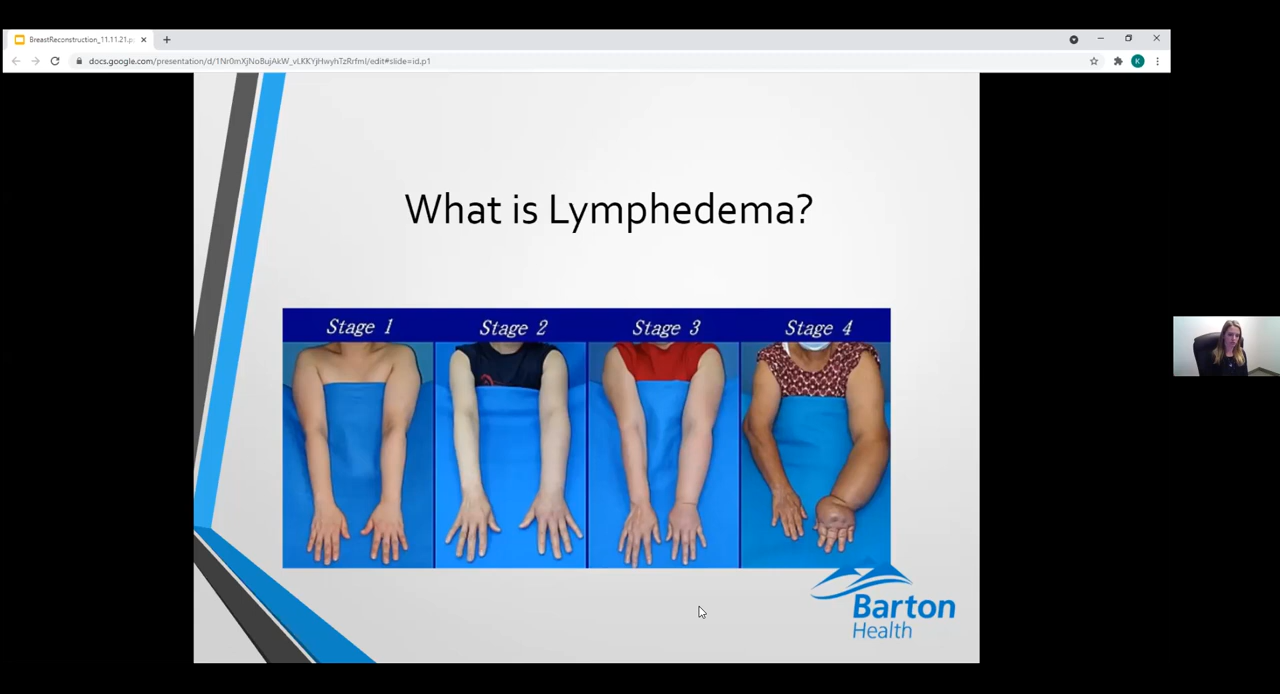 BreastReconstruction_11.11.21.p
docs.google.com/presentation/d/1Nr0mXjNoBujAkW_vLKKYjHwyhTzRrfmI/edit#slide=id.p1
K
What is Lymphedema?
Stage 1
Stage 2
Stage 3
Stage 4
Barton
Health